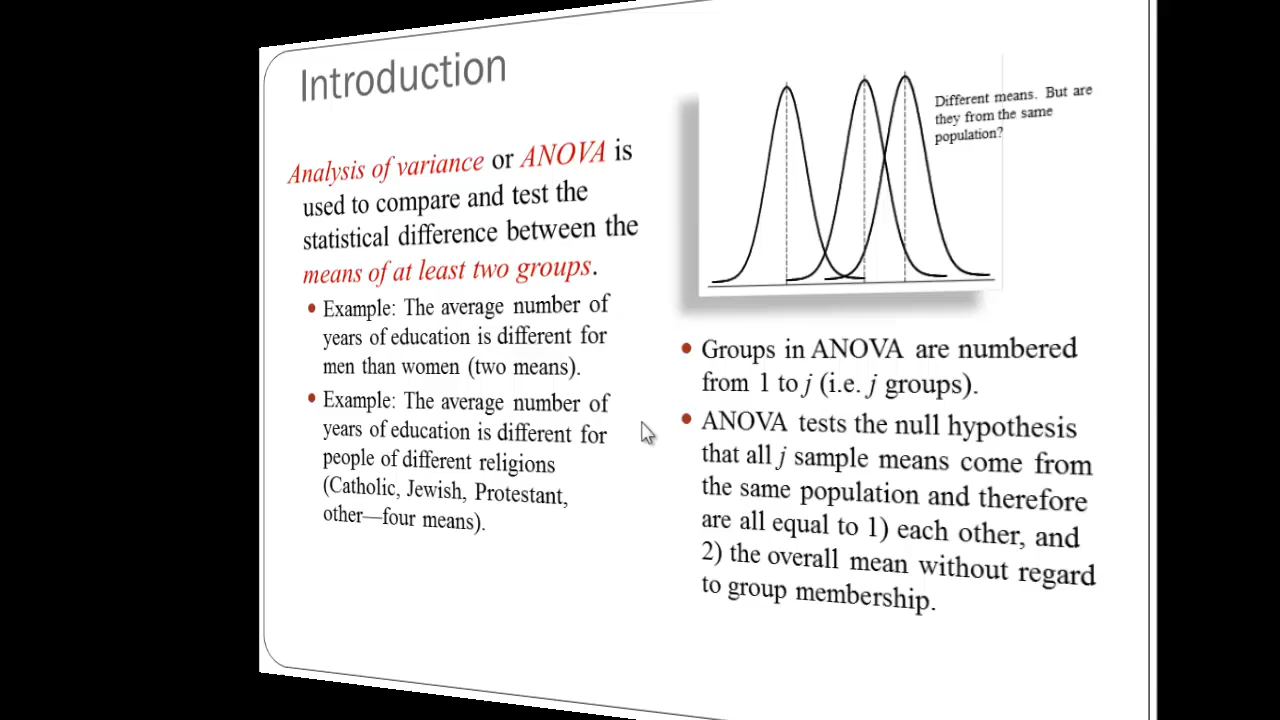 Introduction
Analysis of variance or ANOVA is
used to compare and test the
statistical difference between the
means of at least two groups.
• Example: The average number of
years of education is different for
men than women (two means).
• Example: The average number of
years of education is different for
people of different religions
(Catholic, Jewish, Protestant,
other—four means).
Different means. But are
they from the same
population?
• Groups in ANOVA are numbered
from 1 to j (i.e. j groups).
• ANOVA tests the null hypothesis
that all j sample means come from
the same population and therefore
are all equal to 1) each other, and
2) the overall mean without regard
to group membership.